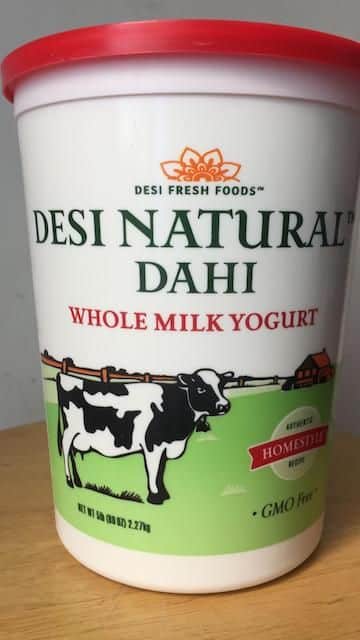 DESI FRESH FOODS™
DESI NATURAL™
DAHI
WHOLE MILK YOGURT
AUTHENTIC
HOMESTYLE
RECIPE
• GMO Free
NET WT 5lb (80 OZ) 2.27kg